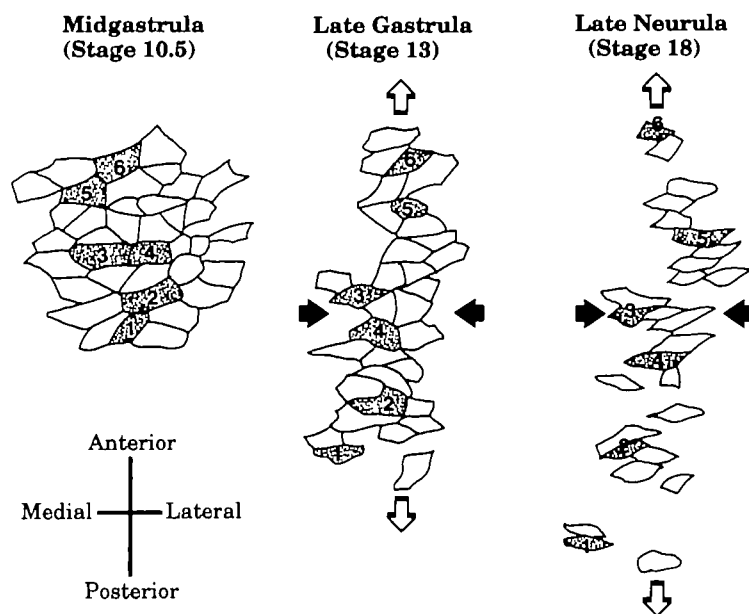 Midgastrula
(Stage 10.5)
Late Gastrula
(Stage 13)
Late Neurula
(Stage 18)
6
5
3 4
2
1
6
5
3
4
2
1
6
5
3
4
2
1
Anterior
Medial Lateral
Posterior